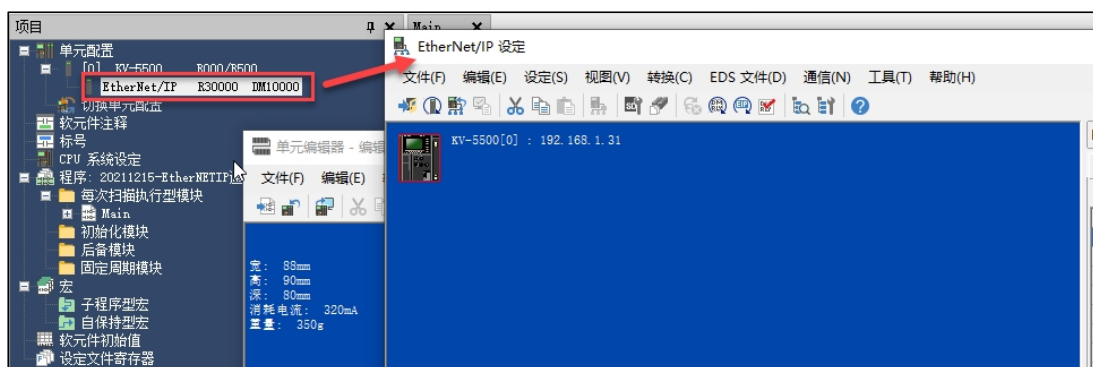 项目
Main
单元配置
[0] KV-5500 R000/R500
EtherNet/IP R30000 DM10000
切换单元配置
软元件注释
标号
CPU 系统设定
程序: 20211215-EtherNETIP
每次扫描执行型模块
Main
初始化模块
后备模块
固定周期模块
宏
子程序型宏
自保持型宏
软元件初始值
设定文件寄存器
单元编辑器 - 编辑
文件(F) 编辑(E)
宽: 88mm
高: 90mm
深: 80mm
消耗电流: 320mA
重量: 350g
EtherNet/IP 设定
文件(F) 编辑(E) 设定(S) 视图(V) 转换(C) EDS 文件(D) 通信(N) 工具(T) 帮助(H)
KV-5500[0] : 192.168.1.31